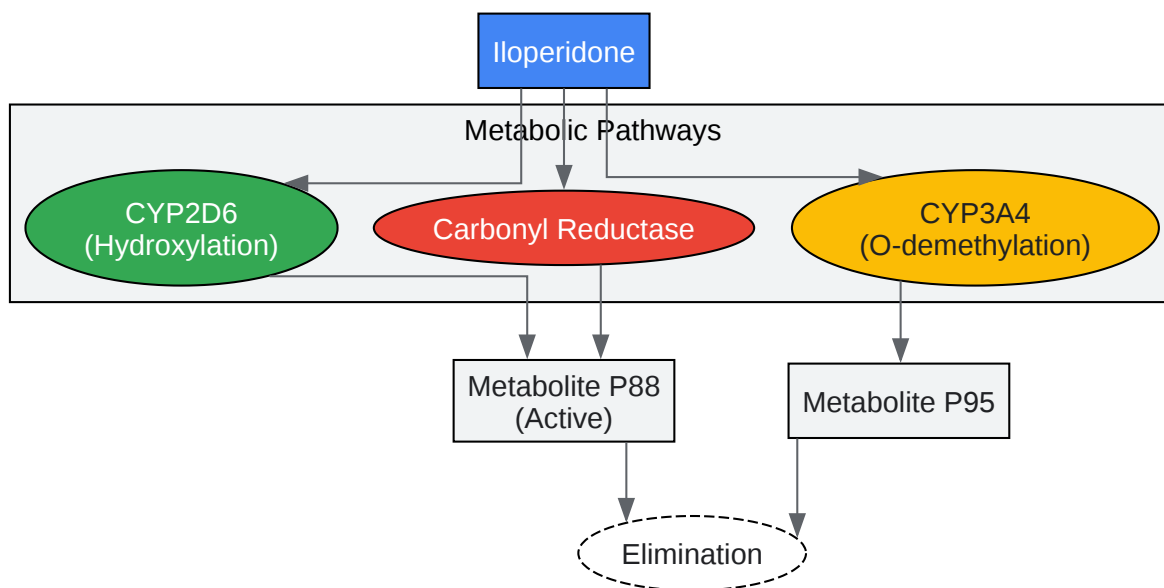 Iloperidone
Metabolic Pathways
CYP2D6
(Hydroxylation)
Carbonyl Reductase
CYP3A4
(O-demethylation)
Metabolite P88
(Active)
Metabolite P95
Elimination